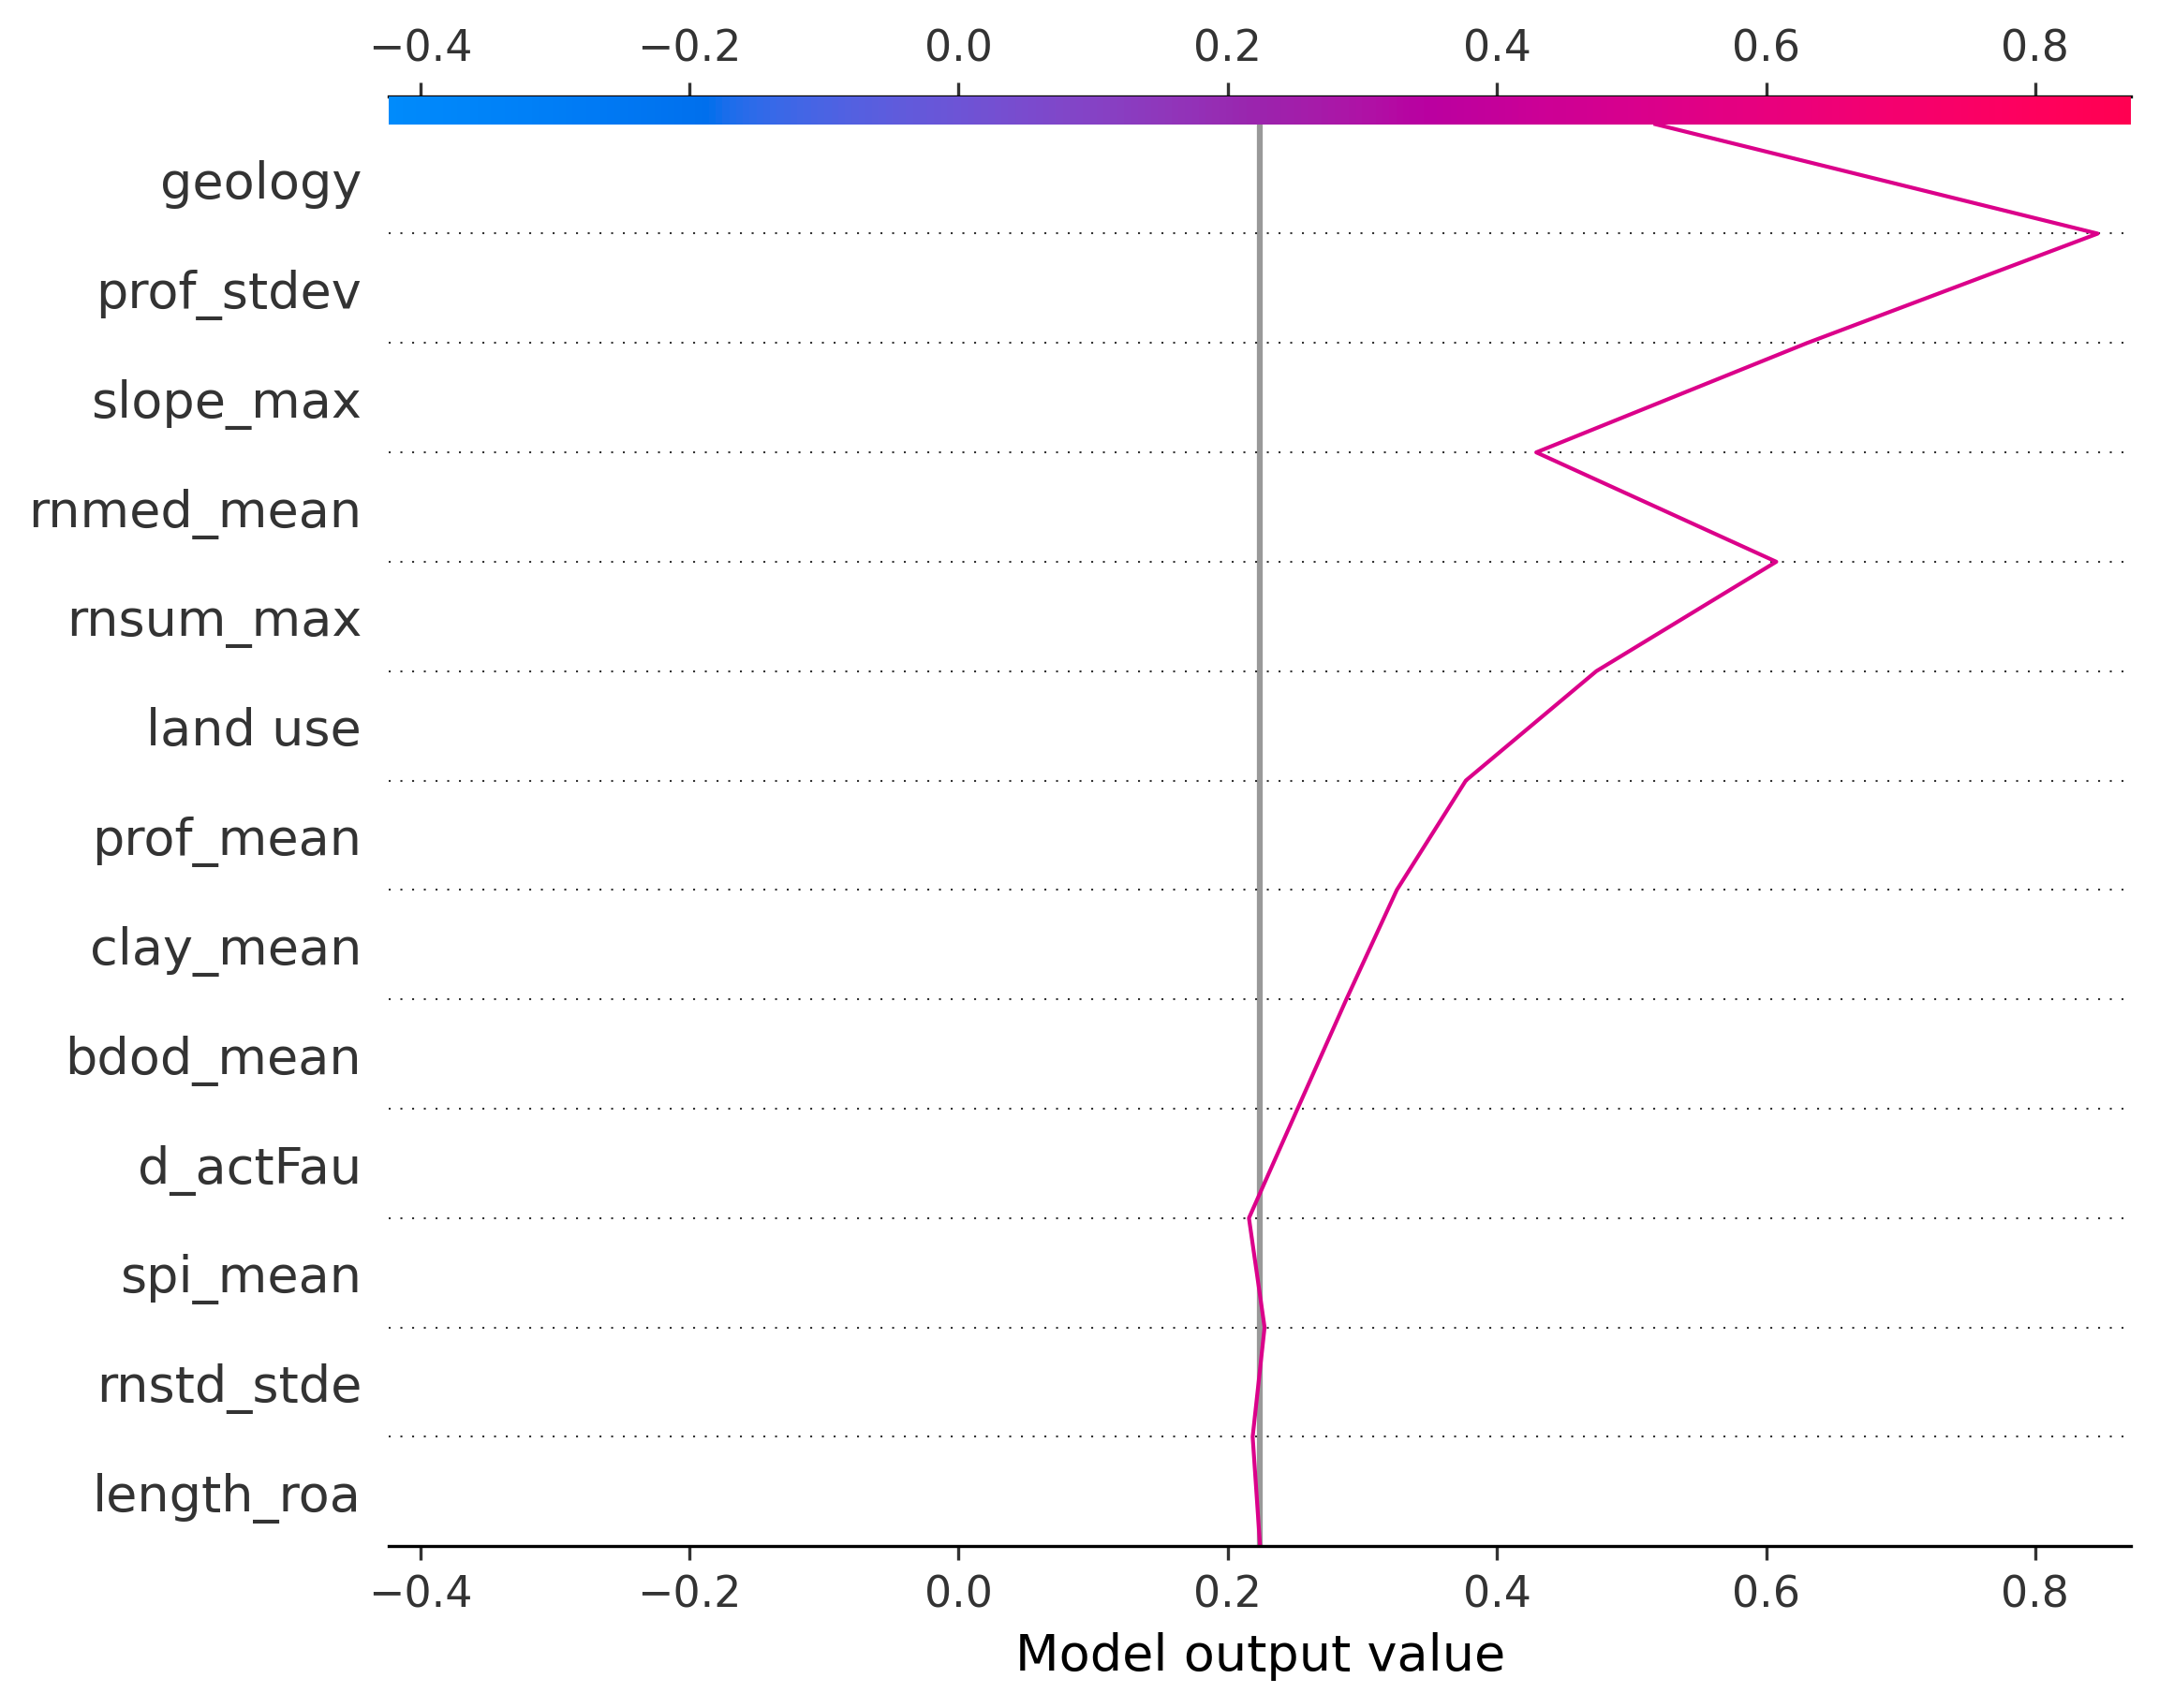 −0.4 −0.2 0.0 0.2 0.4 0.6 0.8
geology
prof_stdev
slope_max
rnmed_mean
rnsum_max
land use
prof_mean
clay_mean
bdod_mean
d_actFau
spi_mean
rnstd_stde
length_roa
−0.4 −0.2 0.0 0.2 0.4 0.6 0.8
Model output value